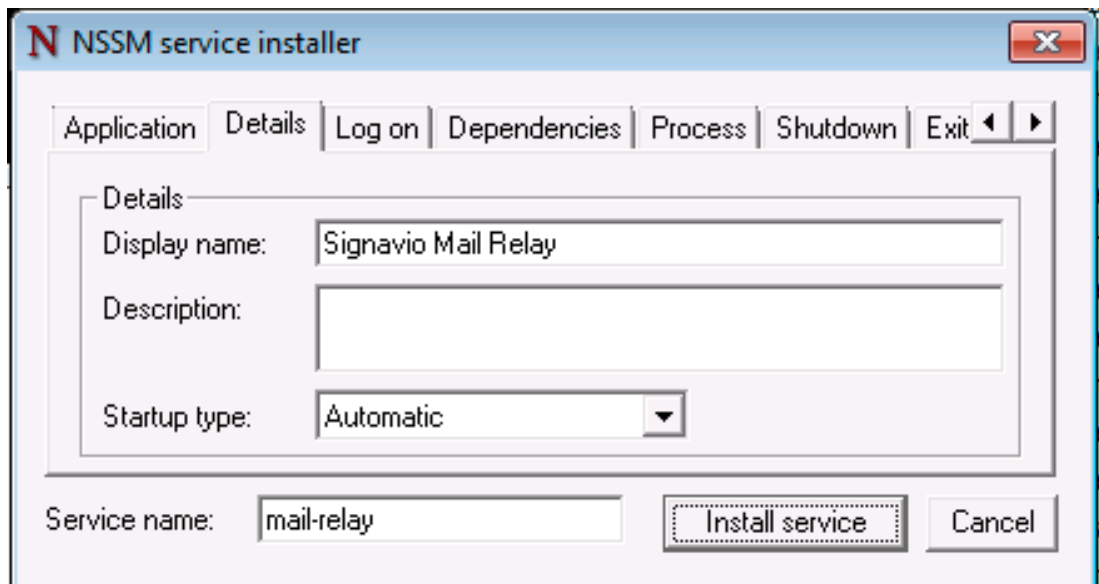 N NSSM service installer
Application Details Log on Dependencies Process Shutdown Exit
Details
Display name: Signavio Mail Relay
Description:
Startup type: Automatic
Service name: mail-relay Install service Cancel